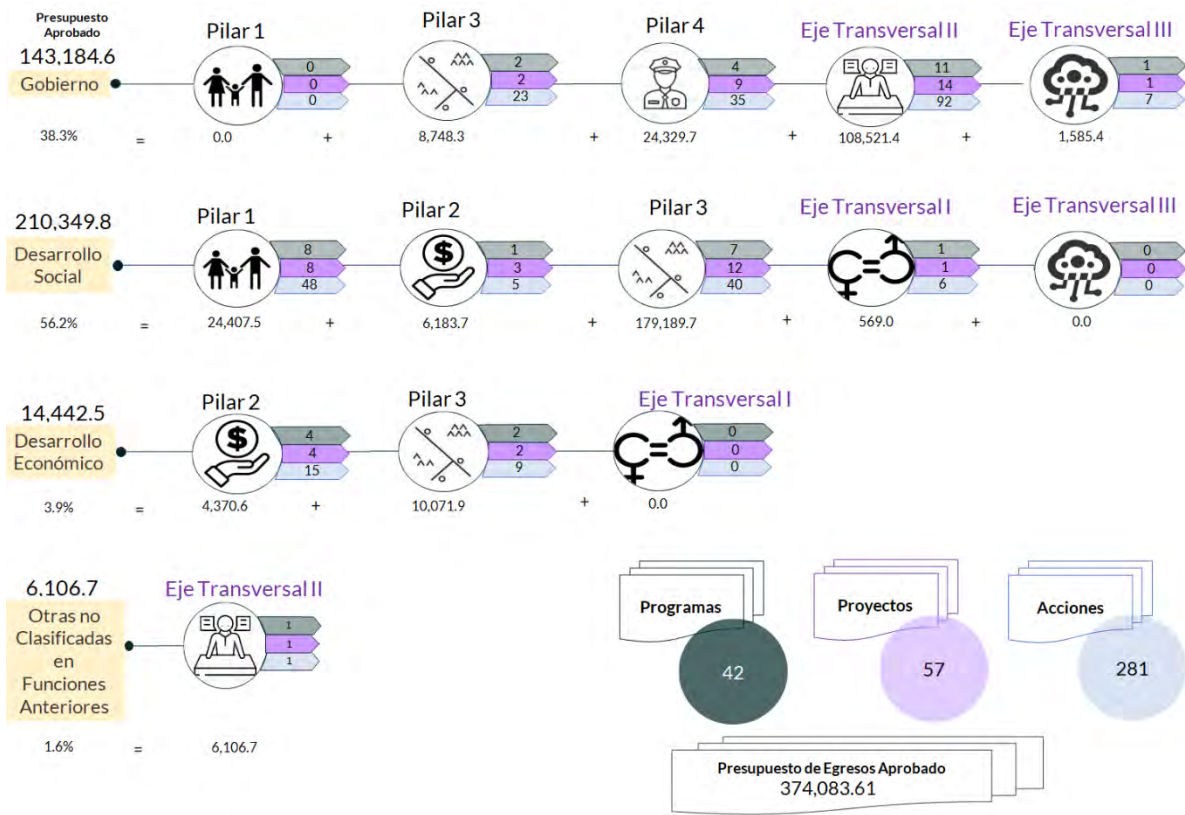 Presupuesto
Aprobado
143,184.6
Gobierno
38.3%
=
Pilar 1
0
0
0
0.0
+
Pilar 3
2
2
23
8,748.3
+
Pilar 4
4
9
35
24,329.7
+
Eje Transversal II
11
14
92
108,521.4
+
Eje Transversal III
1
1
7
1,585.4
210,349.8
Desarrollo
Social
56.2%
=
Pilar 1
8
8
48
24,407.5
+
Pilar 2
1
3
5
6,183.7
+
Pilar 3
7
12
40
179,189.7
+
Eje Transversal I
1
1
6
569.0
+
Eje Transversal III
0
0
0
0.0
14,442.5
Desarrollo
Económico
3.9%
=
Pilar 2
4
4
15
4,370.6
+
Pilar 3
2
2
9
10,071.9
+
Eje Transversal I
0
0
0
0.0
6,106.7
Otras no
Clasificadas
en
Funciones
Anteriores
1.6%
=
Eje Transversal II
1
1
1
6,106.7
Programas
42
Proyectos
57
Acciones
281
Presupuesto de Egresos Aprobado
374,083.61